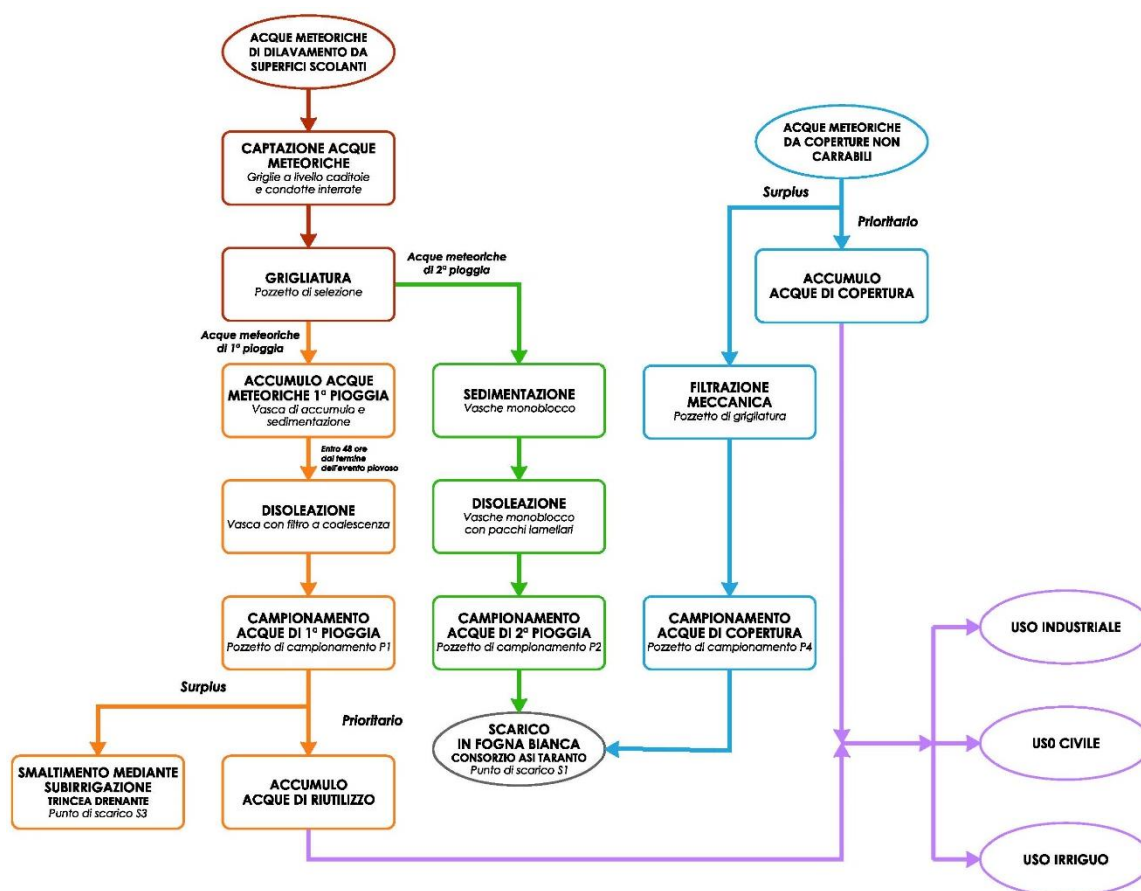 ACQUE METEORICHE
DI DILAVAMENTO DA
SUPERFICI SCOLANTI
CAPTAZIONE ACQUE
METEORICHE
Griglie a livello caditoie
e condotte interrate
GRIGLIATURA
Pozzetto di selezione
Acque meteoriche
di 2ª pioggia
Acque meteoriche
di 1ª pioggia
ACCUMULO ACQUE
METEORICHE 1ª PIOGGIA
Vasca di accumulo e
sedimentazione
Entro 48 ore
dal termine
dell'evento piovoso
DISOLEAZIONE
Vasca con filtro a coalescenza
CAMPIONAMENTO
ACQUE DI 1ª PIOGGIA
Pozzetto di campionamento P1
Surplus
Prioritario
SMALTIMENTO MEDIANTE
SUBIRRIGAZIONE
TRINCEA DRENANTE
Punto di scarico S3
ACCUMULO
ACQUE DI RIUTILIZZO
SEDIMENTAZIONE
Vasche monoblocco
DISOLEAZIONE
Vasche monoblocco
con pacchi lamellari
CAMPIONAMENTO
ACQUE DI 2ª PIOGGIA
Pozzetto di campionamento P2
SCARICO
IN FOGNA BIANCA
CONSORZIO ASI TARANTO
Punto di scarico S1
ACQUE METEORICHE
DA COPERTURE NON
CARRABILI
Surplus
Prioritario
ACCUMULO
ACQUE DI COPERTURA
FILTRAZIONE
MECCANICA
Pozzetto di grigilatura
CAMPIONAMENTO
ACQUE DI COPERTURA
Pozzetto di campionamento P4
USO INDUSTRIALE
US0 CIVILE
USO IRRIGUO